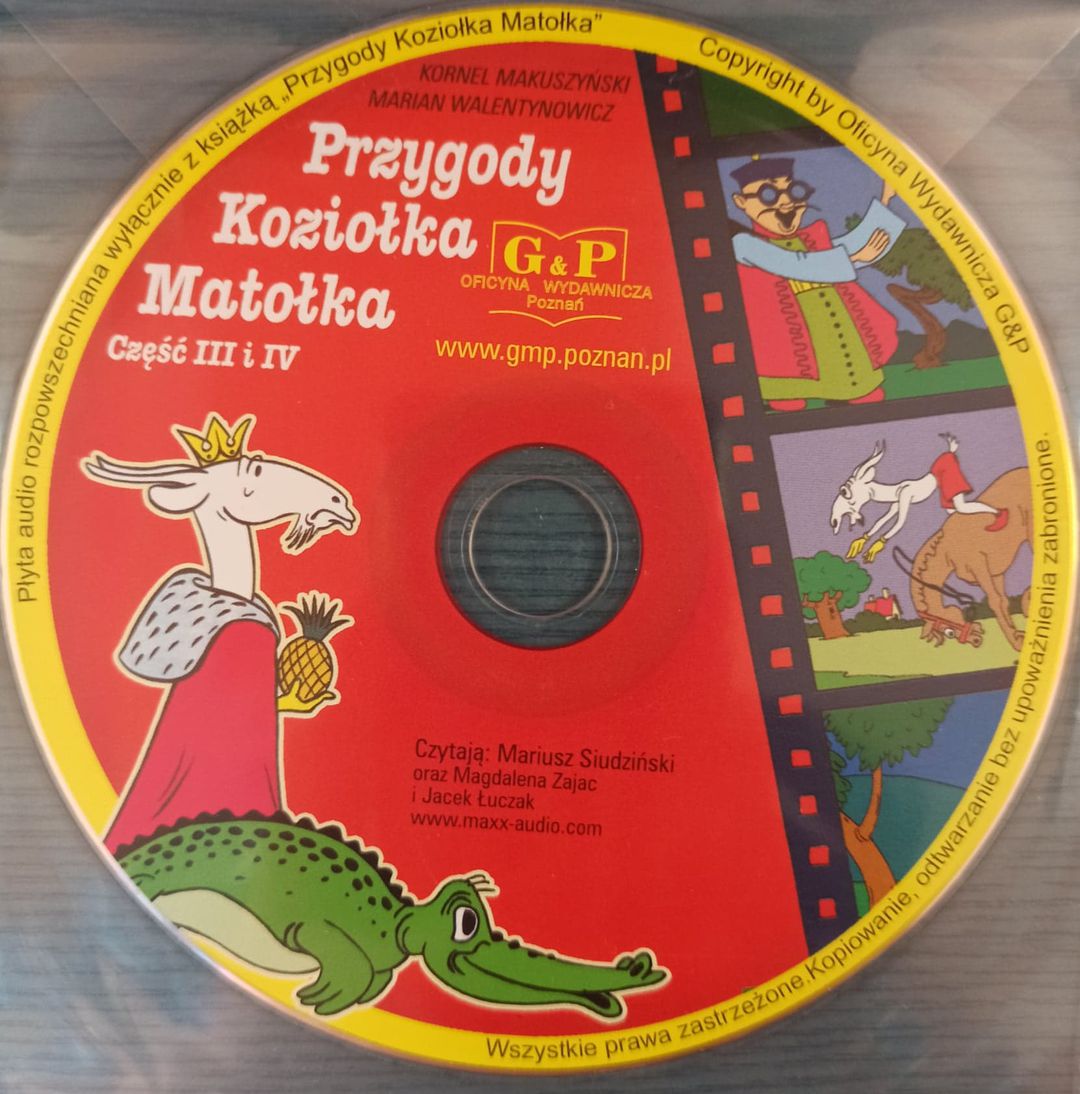 Płyta audio rozpowszechniana wyłącznie z książką „Przygody Koziołka Matołka”
Copyright by Oficyna Wydawnicza G&P
KORNEL MAKUSZYŃSKI
MARIAN WALENTYNOWICZ
Przygody
Koziołka
Matołka
Część III i IV
G&P
OFICYNA WYDAWNICZA
Poznań
www.gmp.poznan.pl
Czytają: Mariusz Siudziński
oraz Magdalena Zając
i Jacek Łuczak
www.maxx-audio.com
Wszystkie prawa zastrzeżone.Kopiowanie, odtwarzanie bez upoważnienia zabronione.